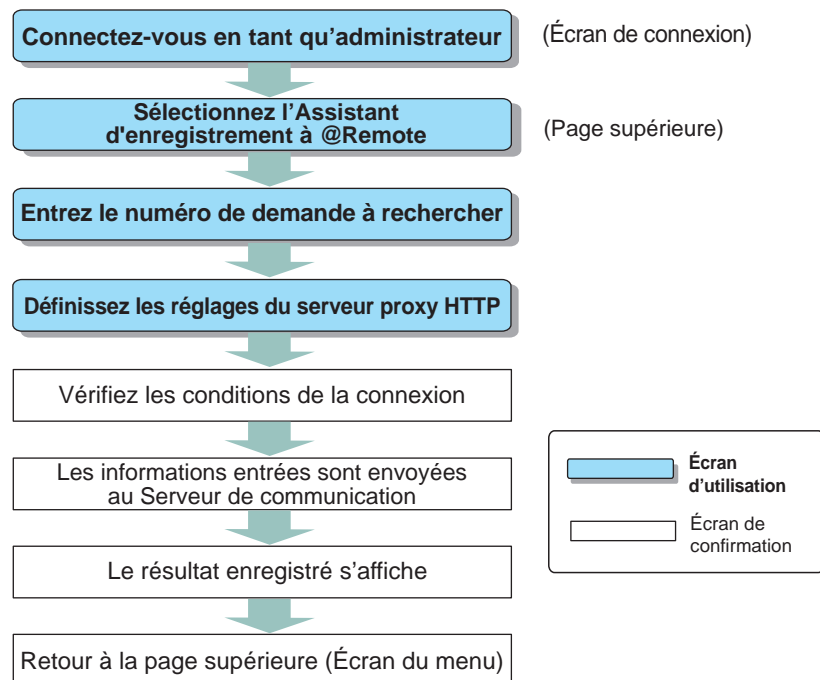 Connectez-vous en tant qu’administrateur
(Écran de connexion)
Sélectionnez l’Assistant
d'enregistrement à @Remote
(Page supérieure)
Entrez le numéro de demande à rechercher
Définissez les réglages du serveur proxy HTTP
Vérifiez les conditions de la connexion
Les informations entrées sont envoyées
au Serveur de communication
Le résultat enregistré s’affiche
Retour à la page supérieure (Écran du menu)
Écran
d’utilisation
Écran de
confirmation